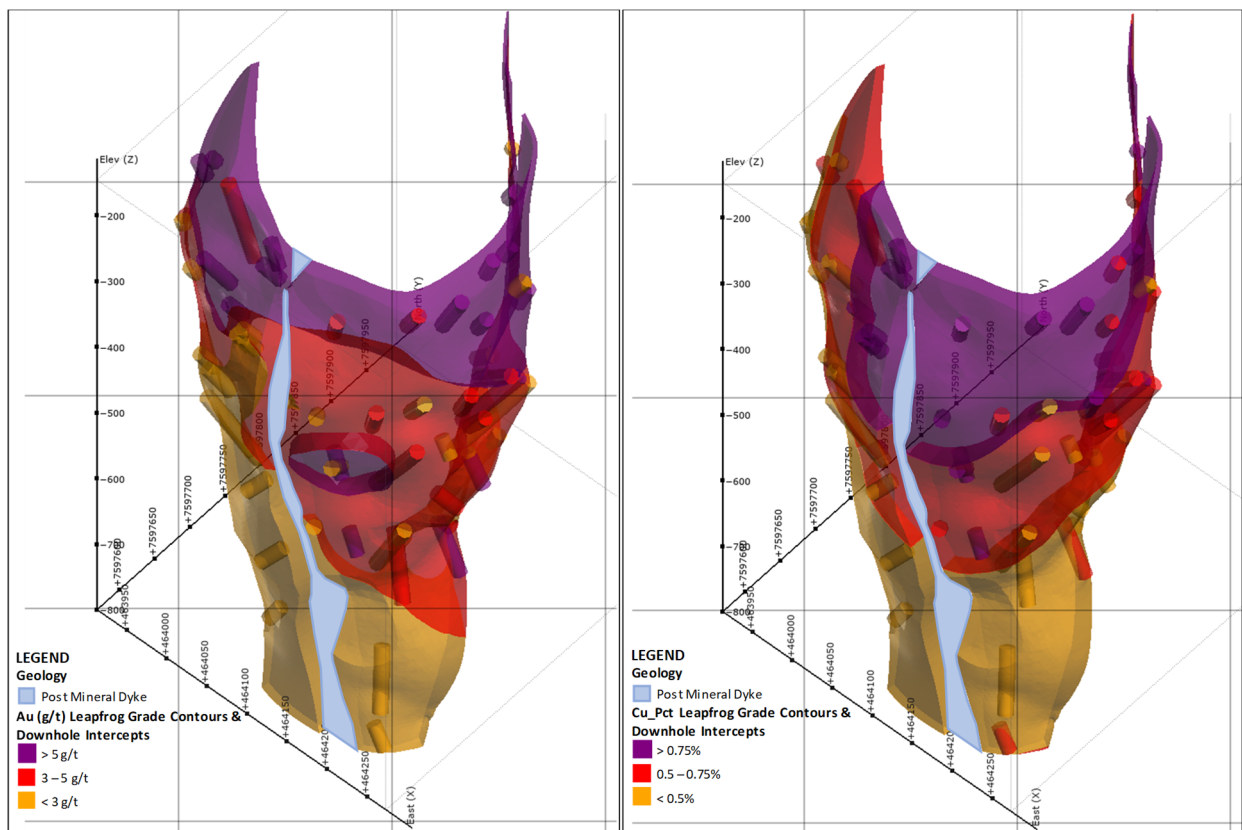 Elev (Z)
−200
−300
−400
−500
−600
−700
−800
North (Y)
+7597950
+7597900
+7597850
+7597750
+7597700
+7597650
+464000
+464050
+464100
+464150
+464250
East (X)
LEGEND
Geology
Post Mineral Dyke
Au (g/t) Leapfrog Grade Contours &
Downhole Intercepts
> 5 g/t
3 – 5 g/t
< 3 g/t
Elev (Z)
−200
−300
−400
−500
−600
−700
−800
North (Y)
+7597950
+7597900
+7597850
+7597750
+7597700
+7597650
+463950
+464000
+464050
+464100
+464150
+464250
East (X)
LEGEND
Geology
Post Mineral Dyke
Cu_Pct Leapfrog Grade Contours &
Downhole Intercepts
> 0.75%
0.5 – 0.75%
< 0.5%